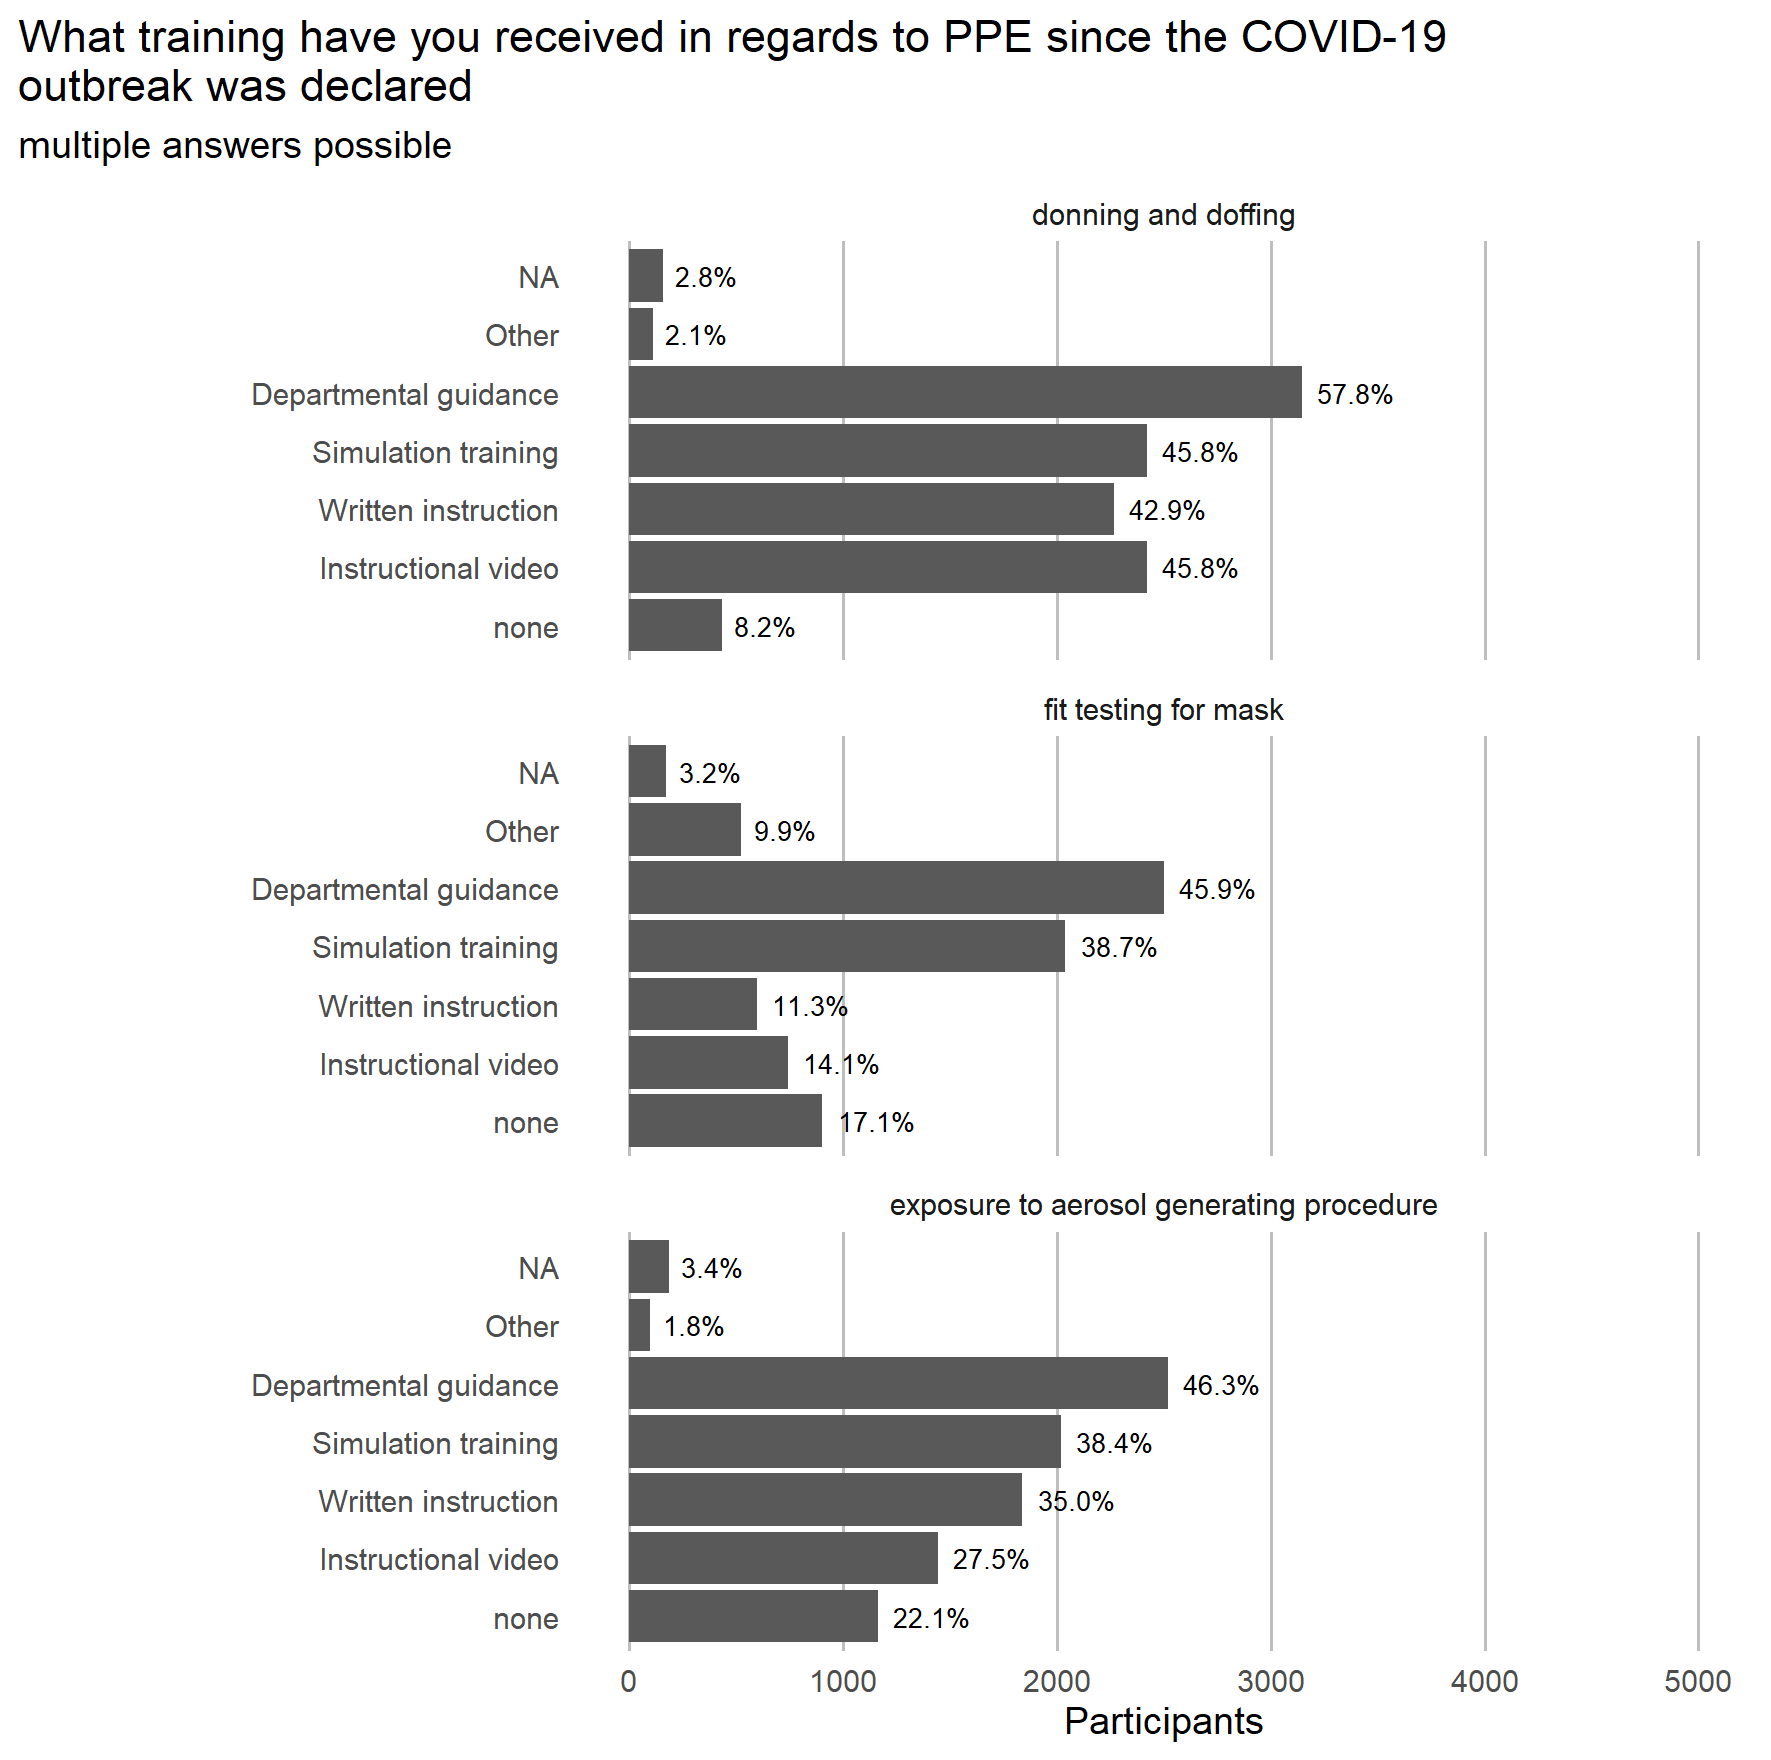 What training have you received in regards to PPE since the COVID-19
outbreak was declared
multiple answers possible
donning and doffing
NA 2.8%
Other 2.1%
Departmental guidance 57.8%
Simulation training 45.8%
Written instruction 42.9%
Instructional video 45.8%
none 8.2%
fit testing for mask
NA 3.2%
Other 9.9%
Departmental guidance 45.9%
Simulation training 38.7%
Written instruction 11.3%
Instructional video 14.1%
none 17.1%
exposure to aerosol generating procedure
NA 3.4%
Other 1.8%
Departmental guidance 46.3%
Simulation training 38.4%
Written instruction 35.0%
Instructional video 27.5%
none 22.1%
0 1000 2000 3000 4000 5000
Participants